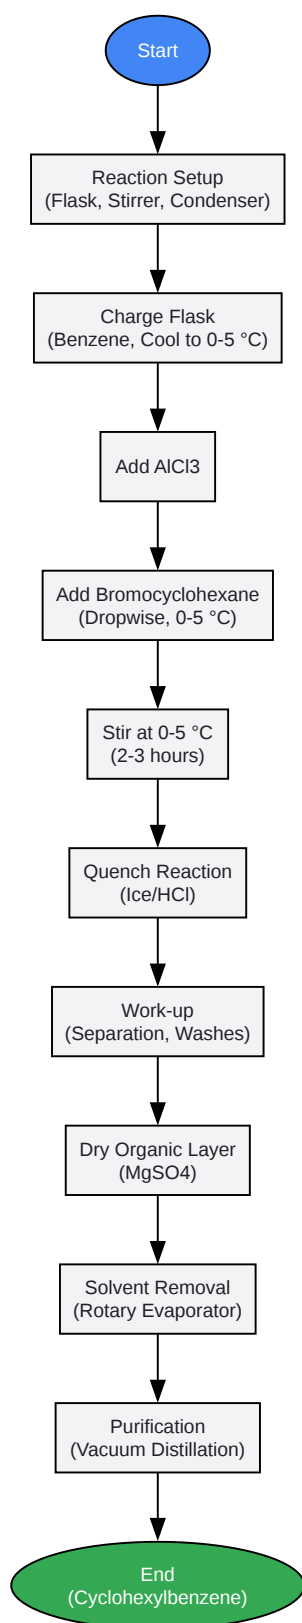 Start
Reaction Setup
(Flask, Stirrer, Condenser)
Charge Flask
(Benzene, Cool to 0-5 °C)
Add AlCl3
Add Bromocyclohexane
(Dropwise, 0-5 °C)
Stir at 0-5 °C
(2-3 hours)
Quench Reaction
(Ice/HCl)
Work-up
(Separation, Washes)
Dry Organic Layer
(MgSO4)
Solvent Removal
(Rotary Evaporator)
Purification
(Vacuum Distillation)
End
(Cyclohexylbenzene)